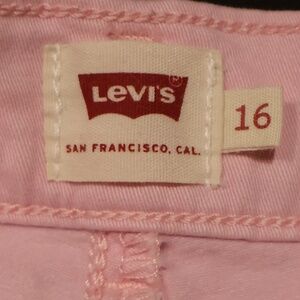 LEVI'S®
SAN FRANCISCO, CAL.
16